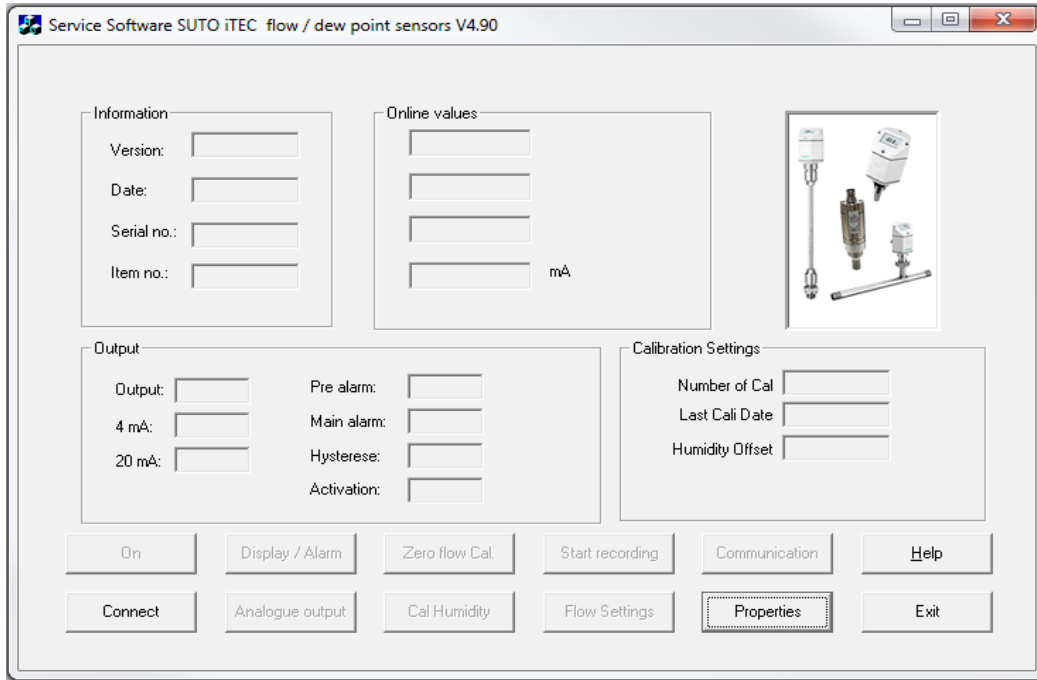 Service Software SUTO iTEC flow / dew point sensors V4.90
Information
Version:
Date:
Serial no.:
Item no.:
Online values
mA
Output
Output:
4 mA:
20 mA:
Pre alarm:
Main alarm:
Hysterese:
Activation:
Calibration Settings
Number of Cal
Last Cali Date
Humidity Offset
On
Display / Alarm
Zero flow Cal.
Start recording
Communication
Help
Connect
Analogue output
Cal Humidity
Flow Settings
Properties
Exit